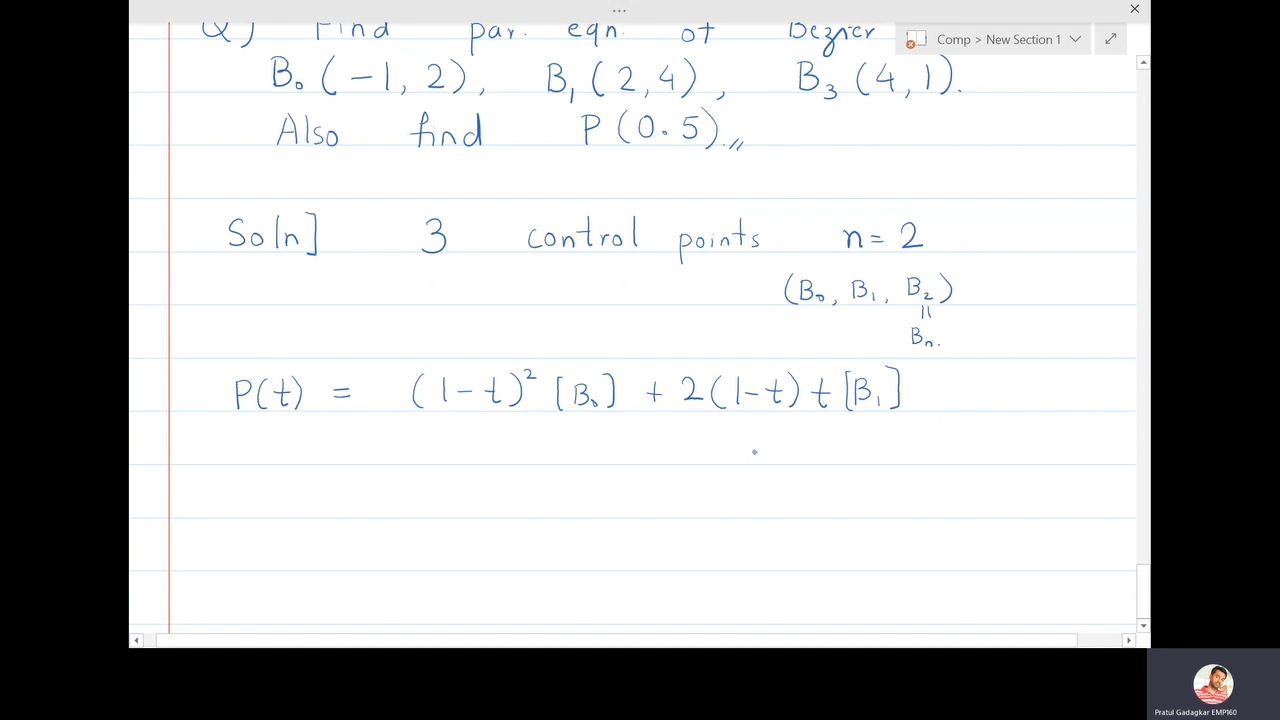 ...
Comp > New Section 1
Q) Find par. eqn. of Bezier
B₀ (-1, 2), B₁ (2, 4), B₃ (4, 1).
Also find P(0.5).,,
Soln] 3 control points n = 2
(B₀, B₁, B₂)
||
Bₙ.
P(t) = (1-t)² [B₀] + 2(1-t) t [B₁]
Pratul Gadagkar EMP160